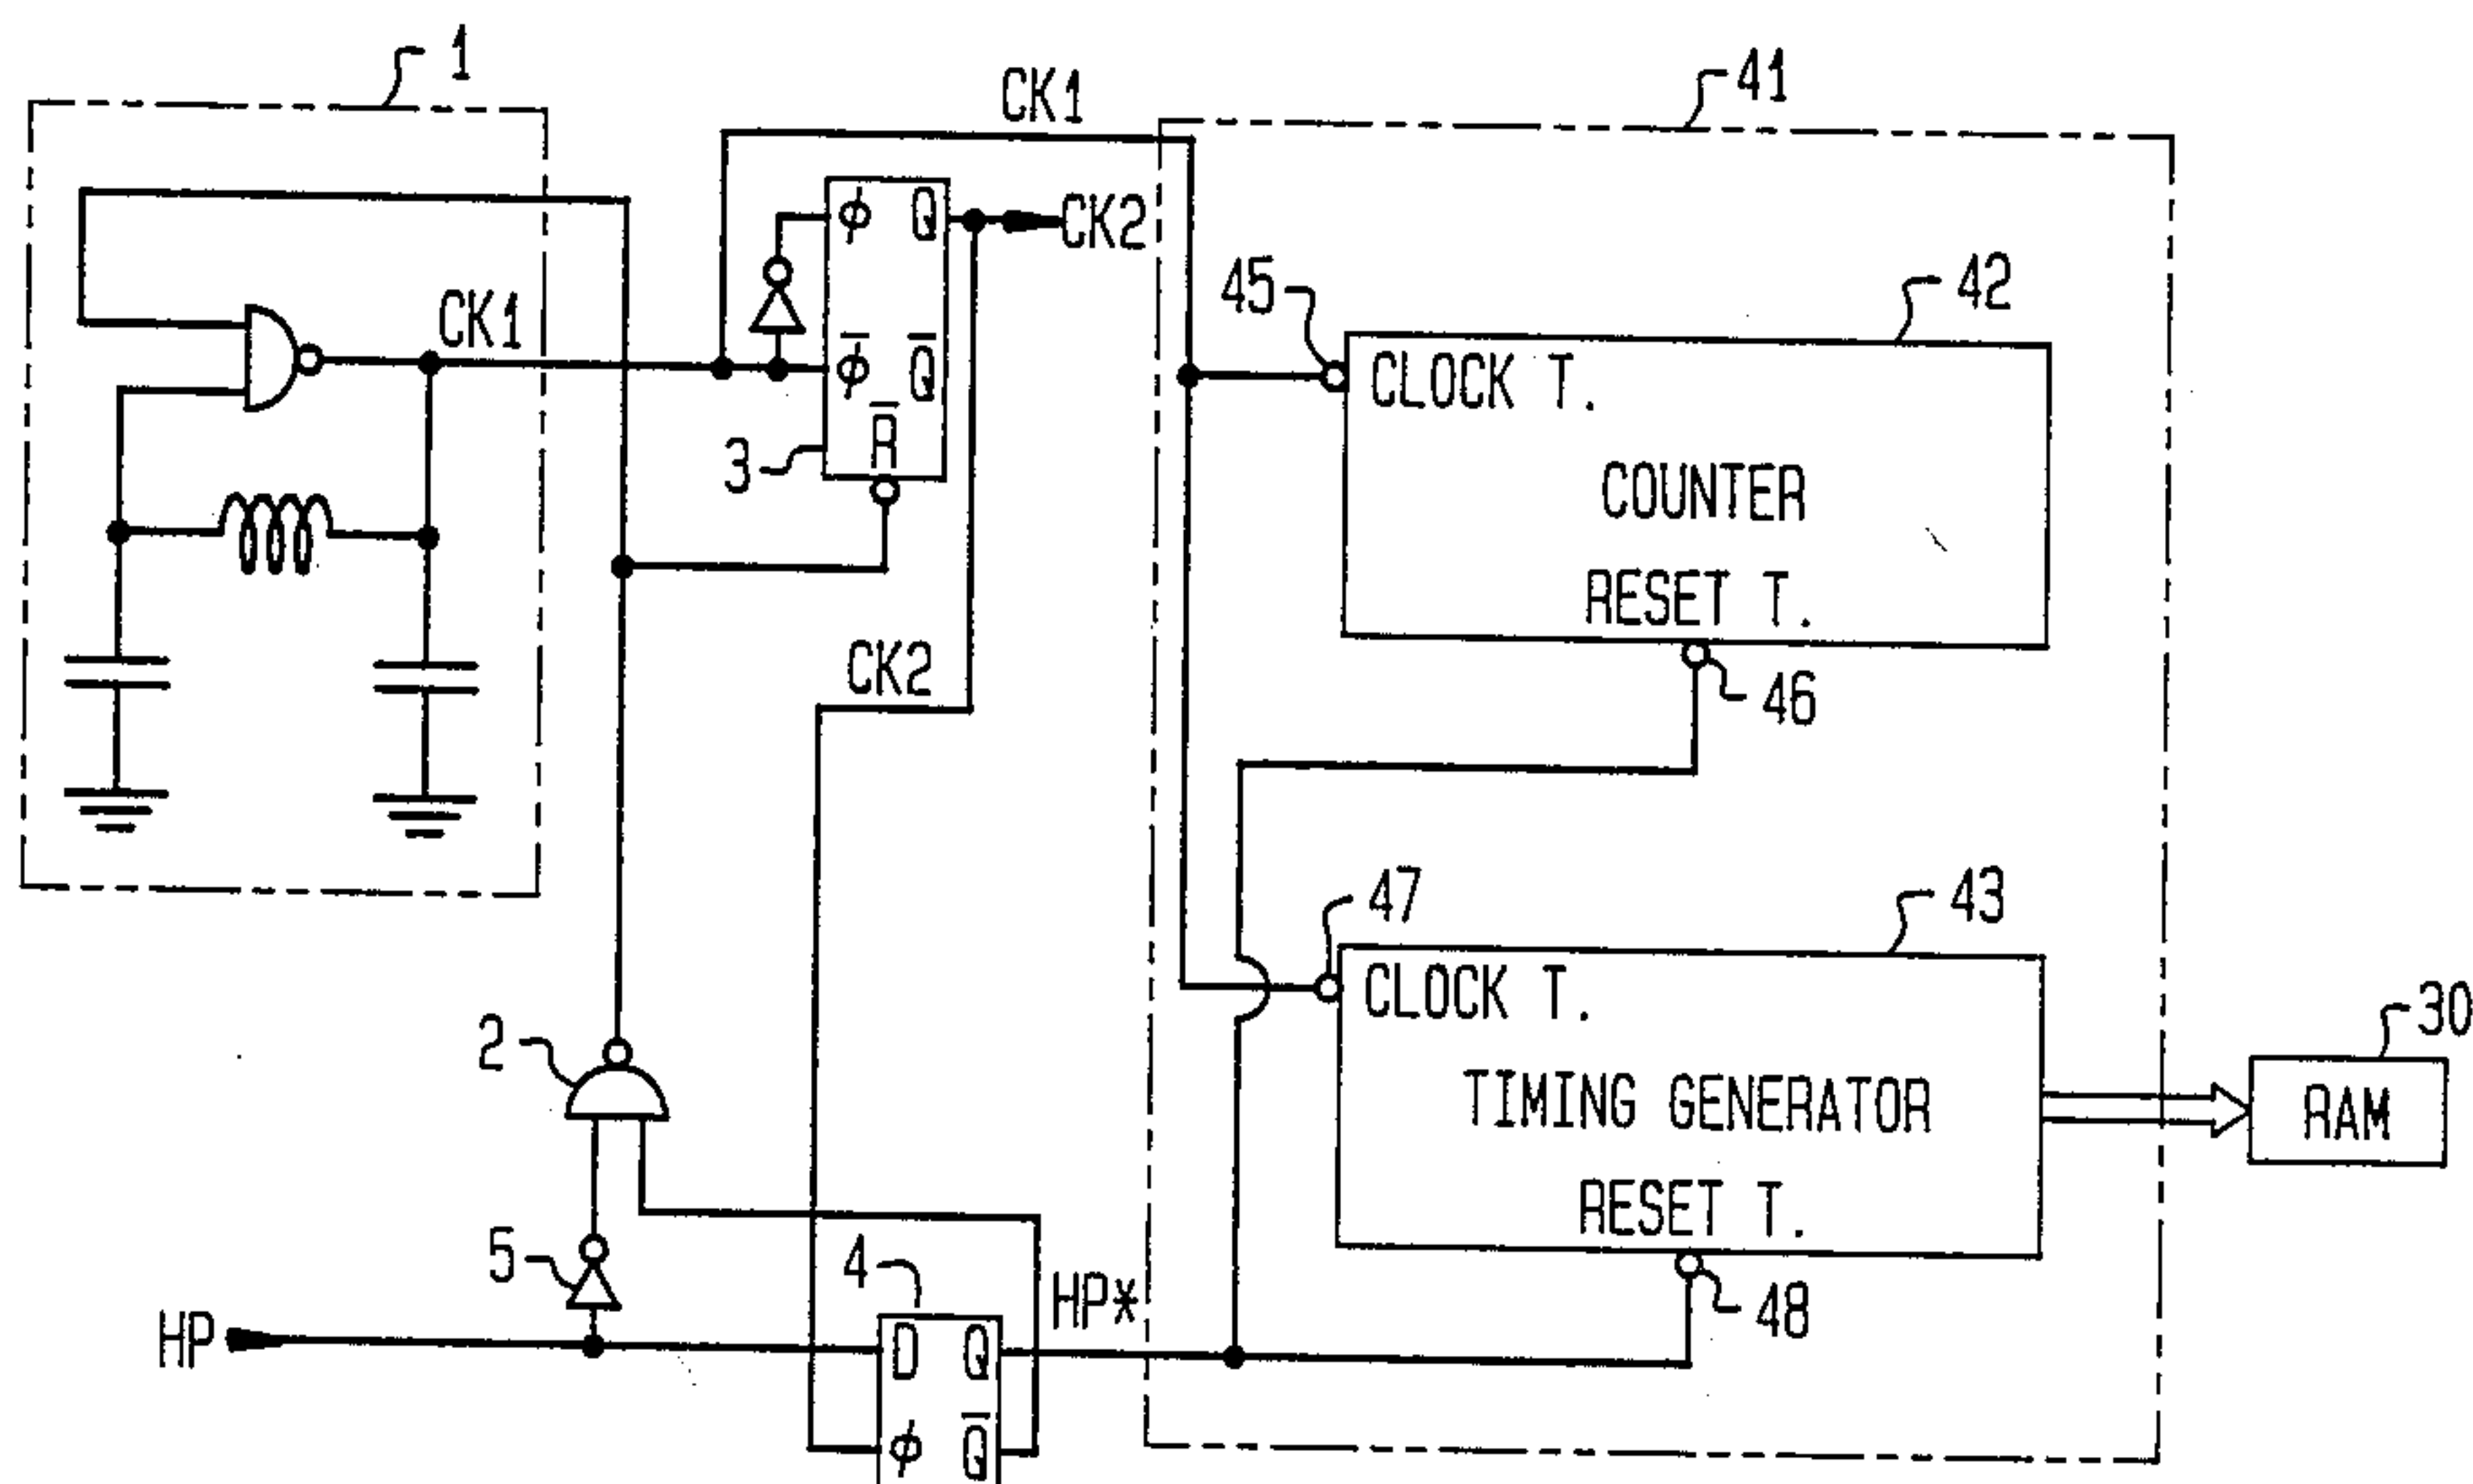 1
CK1
41
φ Q
CK2
45
42
CK1
CLOCK T.
φ̅ Q̅
R̅
3
COUNTER
RESET T.
CK2
46
47
43
CLOCK T.
2
30
TIMING GENERATOR
RAM
RESET T.
5
4
HP*
48
HP
D Q
φ Q̅